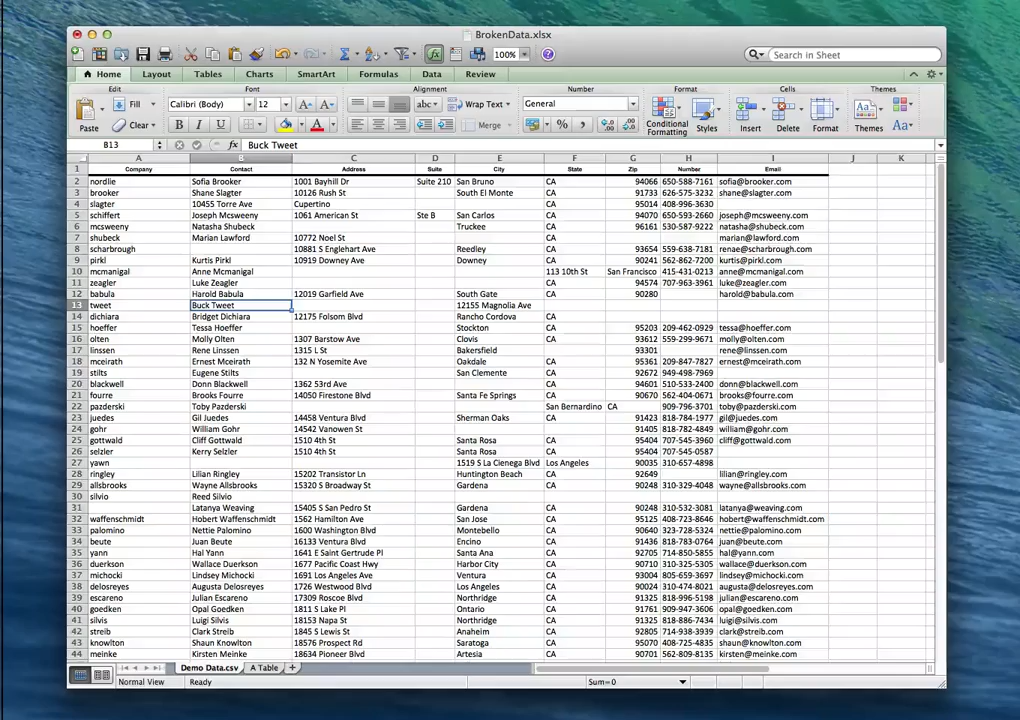 BrokenData.xlsx
100%
Search in Sheet
Home Layout Tables Charts SmartArt Formulas Data Review
Edit Font Alignment Number Format Cells Themes
Fill Calibri (Body) 12 abc Wrap Text General
Paste Clear B I U Merge % Conditional Formatting Styles Insert Delete Format Themes Aa
B13 fx Buck Tweet
A B C D E F G H I J K
1 Company Contact Address Suite City State Zip Number Email
2 nordlie Sofia Brooker 1001 Bayhill Dr Suite 210 San Bruno CA 94066 650-588-7161 sofia@brooker.com
3 brooker Shane Slagter 10126 Rush St South El Monte CA 91733 626-575-3232 shane@slagter.com
4 slagter 10455 Torre Ave Cupertino CA 95014 408-996-3630
5 schiffert Joseph Mcsweeny 1061 American St Ste B San Carlos CA 94070 650-593-2660 joseph@mcsweeny.com
6 mcsweeny Natasha Shubeck Truckee CA 96161 530-587-9222 natasha@shubeck.com
7 shubeck Marian Lawford 10772 Noel St CA marian@lawford.com
8 scharbrough 10881 S Englehart Ave Reedley CA 93654 559-638-7181 renae@scharbrough.com
9 pirkl Kurtis Pirkl 10919 Downey Ave Downey CA 90241 562-862-7200 kurtis@pirkl.com
10 mcmanigal Anne Mcmanigal 113 10th St San Francisco 415-431-0213 anne@mcmanigal.com
11 zeagler Luke Zeagler CA 94574 707-963-3961 luke@zeagler.com
12 babula Harold Babula 12019 Garfield Ave South Gate CA 90280 harold@babula.com
13 tweet Buck Tweet 12155 Magnolia Ave
14 dichiara Bridget Dichiara 12175 Folsom Blvd Rancho Cordova CA
15 hoeffer Tessa Hoeffer Stockton 95203 209-462-0929 tessa@hoeffer.com
16 olten Molly Olten 1307 Barstow Ave Clovis CA 93612 559-299-9671 molly@olten.com
17 linssen Rene Linssen 1315 L St Bakersfield 93301 rene@linssen.com
18 mceirath Ernest Mceirath 132 N Yosemite Ave Oakdale CA 95361 209-847-7827 ernest@mceirath.com
19 stilts Eugene Stilts San Clemente CA 92672 949-498-7969
20 blackwell Donn Blackwell 1362 53rd Ave CA 94601 510-533-2400 donn@blackwell.com
21 fourre Brooks Fourre 14050 Firestone Blvd Santa Fe Springs CA 90670 562-404-0671 brooks@fourre.com
22 pazderski Toby Pazderski San Bernardino CA 909-796-3701 toby@pazderski.com
23 juedes Gil Juedes 14458 Ventura Blvd Sherman Oaks CA 91423 818-784-1977 gil@juedes.com
24 gohr William Gohr 14542 Vanowen St 91405 818-782-4849 william@gohr.com
25 gottwald Cliff Gottwald 1510 4th St Santa Rosa CA 95404 707-545-3960 cliff@gottwald.com
26 selzler Kerry Selzler 1510 4th St Santa Rosa CA 95404 707-545-0587
27 yawn 1519 S La Cienega Blvd Los Angeles 90035 310-657-4898
28 ringley Lilian Ringley 15202 Transistor Ln Huntington Beach CA 92649 lilian@ringley.com
29 allsbrooks Wayne Allsbrooks 15320 S Broadway St Gardena CA 90248 310-329-4048 wayne@allsbrooks.com
30 silvio Reed Silvio
31 Latanya Weaving 15405 S San Pedro St Gardena CA 90248 310-532-3081 latanya@weaving.com
32 waffenschmidt Hobert Waffenschmidt 1562 Hamilton Ave San Jose CA 95125 408-723-8646 hobert@waffenschmidt.com
33 palomino Nettie Palomino 1600 Washington Blvd Montebello CA 90640 323-728-5324 nettie@palomino.com
34 beute Juan Beute 16133 Ventura Blvd Encino CA 91436 818-783-0764 juan@beute.com
35 yann Hal Yann 1641 E Saint Gertrude Pl Santa Ana CA 92705 714-850-5855 hal@yann.com
36 duerkson Wallace Duerkson 1677 Pacific Coast Hwy Harbor City CA 90710 310-325-5305 wallace@duerkson.com
37 michocki Lindsey Michocki 1691 Los Angeles Ave Ventura CA 93004 805-659-3697 lindsey@michocki.com
38 delosreyes Augusta Delosreyes 1726 Westwood Blvd Los Angeles CA 90024 310-474-8021 augusta@delosreyes.com
39 escareno Julian Escareno 17309 Roscoe Blvd Northridge CA 91325 818-996-5198 julian@escareno.com
40 goedken Opal Goedken 1811 S Lake Pl Ontario CA 91761 909-947-3606 opal@goedken.com
41 silvis Luigi Silvis 18153 Napa St Northridge CA 91325 818-886-7434 luigi@silvis.com
42 streib Clark Streib 1845 S Lewis St Anaheim CA 92805 714-938-3939 clark@streib.com
43 knowlton Shaun Knowlton 18576 Prospect Rd Saratoga CA 95070 408-725-4835 shaun@knowlton.com
44 meinke Kirsten Meinke 18634 Pioneer Blvd Artesia CA 90701 562-809-8135 kirsten@meinke.com
Demo Data.csv A Table +
Normal View Ready Sum=0